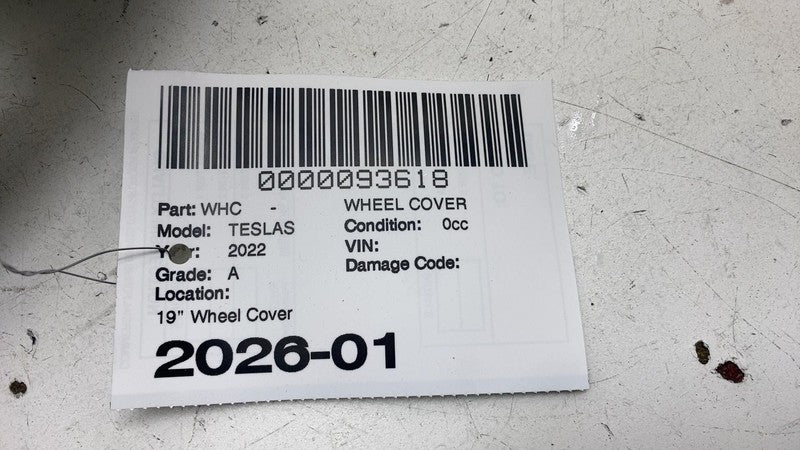 0000093618
Part: WHC - WHEEL COVER
Model: TESLAS Condition: 0cc
2022 VIN:
Grade: A Damage Code:
Location:
19" Wheel Cover
2026-01